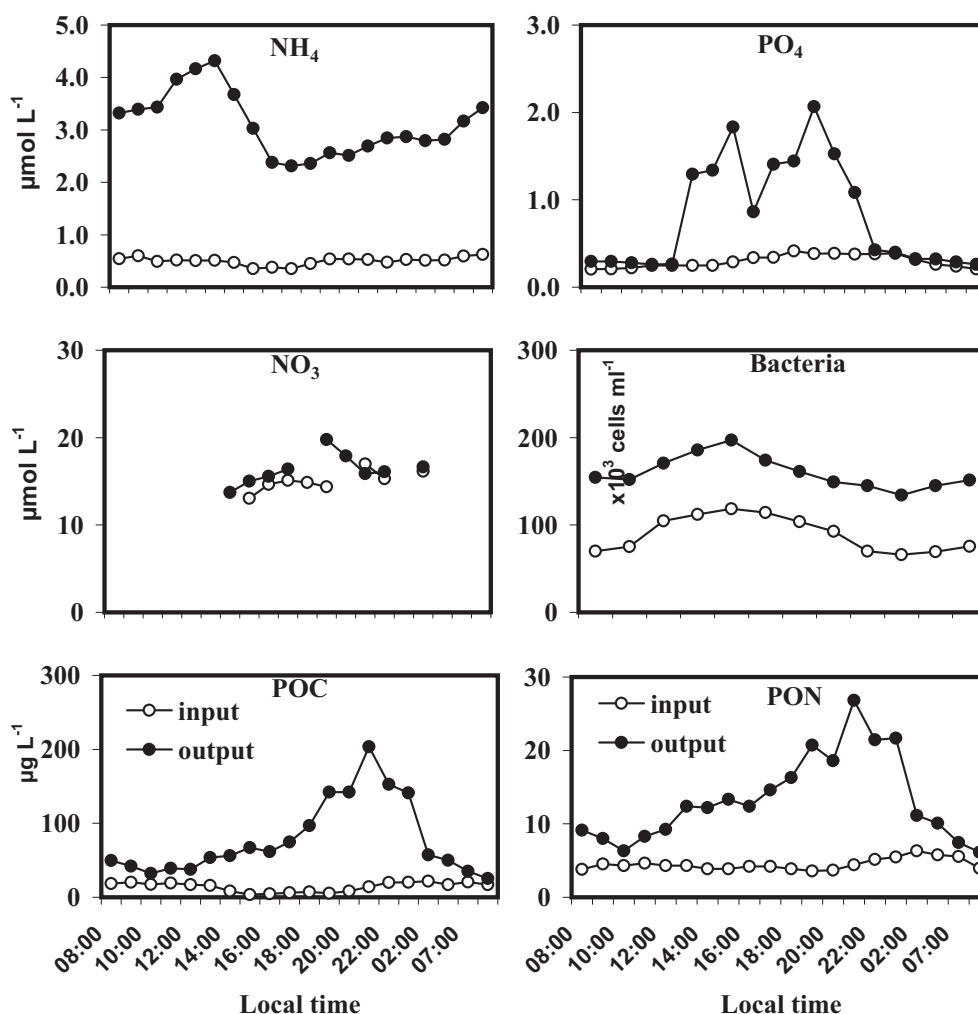 NH₄
5.0
4.0
3.0
2.0
1.0
0.0
µmol L⁻¹
PO₄
3.0
2.0
1.0
0.0
NO₃
30
20
10
0
µmol L⁻¹
Bacteria
300
200
100
0
x10³ cells ml⁻¹
POC
300
200
100
0
µg L⁻¹
input
output
08:00
10:00
12:00
14:00
16:00
18:00
20:00
22:00
02:00
07:00
Local time
PON
30
20
10
0
input
output
08:00
10:00
12:00
14:00
16:00
18:00
20:00
22:00
02:00
07:00
Local time